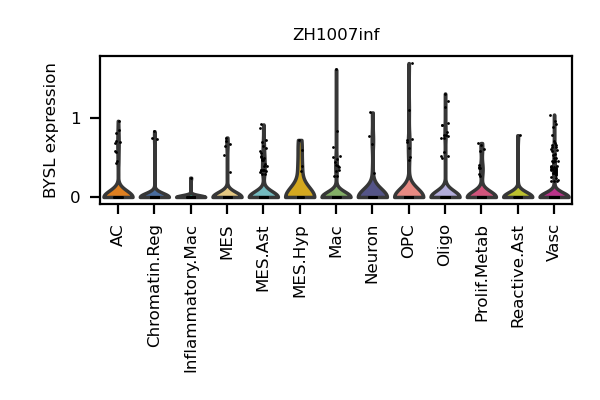 ZH1007inf
BYSL expression
1
0
AC
Chromatin.Reg
Inflammatory.Mac
MES
MES.Ast
MES.Hyp
Mac
Neuron
OPC
Oligo
Prolif.Metab
Reactive.Ast
Vasc